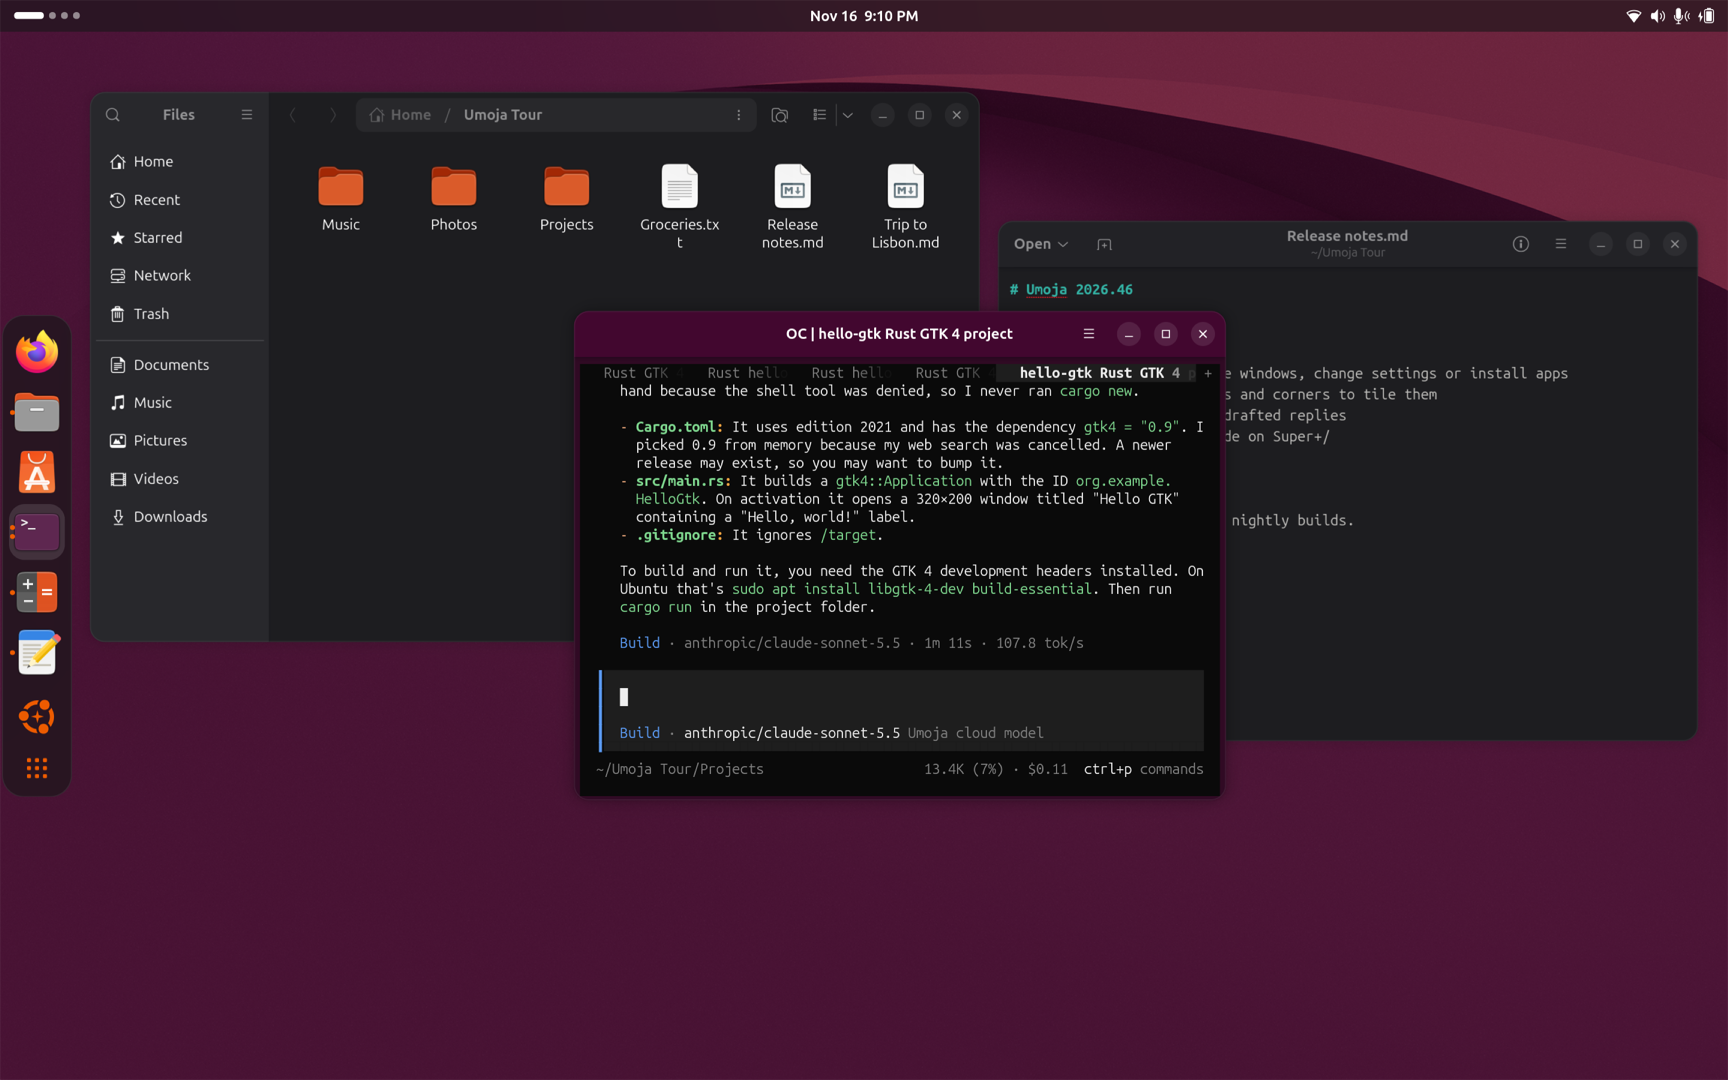 Nov 16 9:10 PM
Files
Home / Umoja Tour
Home
Recent
Starred
Network
Trash
Documents
Music
Pictures
Videos
Downloads
Music
Photos
Projects
Groceries.tx
t
Release
notes.md
Trip to
Lisbon.md
Open
Release notes.md
~/Umoja Tour
# Umoja 2026.46
windows, change settings or install apps
and corners to tile them
drafted replies
on Super+/
nightly builds.
OC | hello-gtk Rust GTK 4 project
Rust GTK Rust hello Rust hello Rust GTK hello-gtk Rust GTK 4 p +
hand because the shell tool was denied, so I never ran cargo new.
- Cargo.toml: It uses edition 2021 and has the dependency gtk4 = "0.9". I
picked 0.9 from memory because my web search was cancelled. A newer
release may exist, so you may want to bump it.
- src/main.rs: It builds a gtk4::Application with the ID org.example.
HelloGtk. On activation it opens a 320×200 window titled "Hello GTK"
containing a "Hello, world!" label.
- .gitignore: It ignores /target.
To build and run it, you need the GTK 4 development headers installed. On
Ubuntu that's sudo apt install libgtk-4-dev build-essential. Then run
cargo run in the project folder.
Build · anthropic/claude-sonnet-5.5 · 1m 11s · 107.8 tok/s
Build · anthropic/claude-sonnet-5.5 Umoja cloud model
~/Umoja Tour/Projects 13.4K (7%) · $0.11 ctrl+p commands